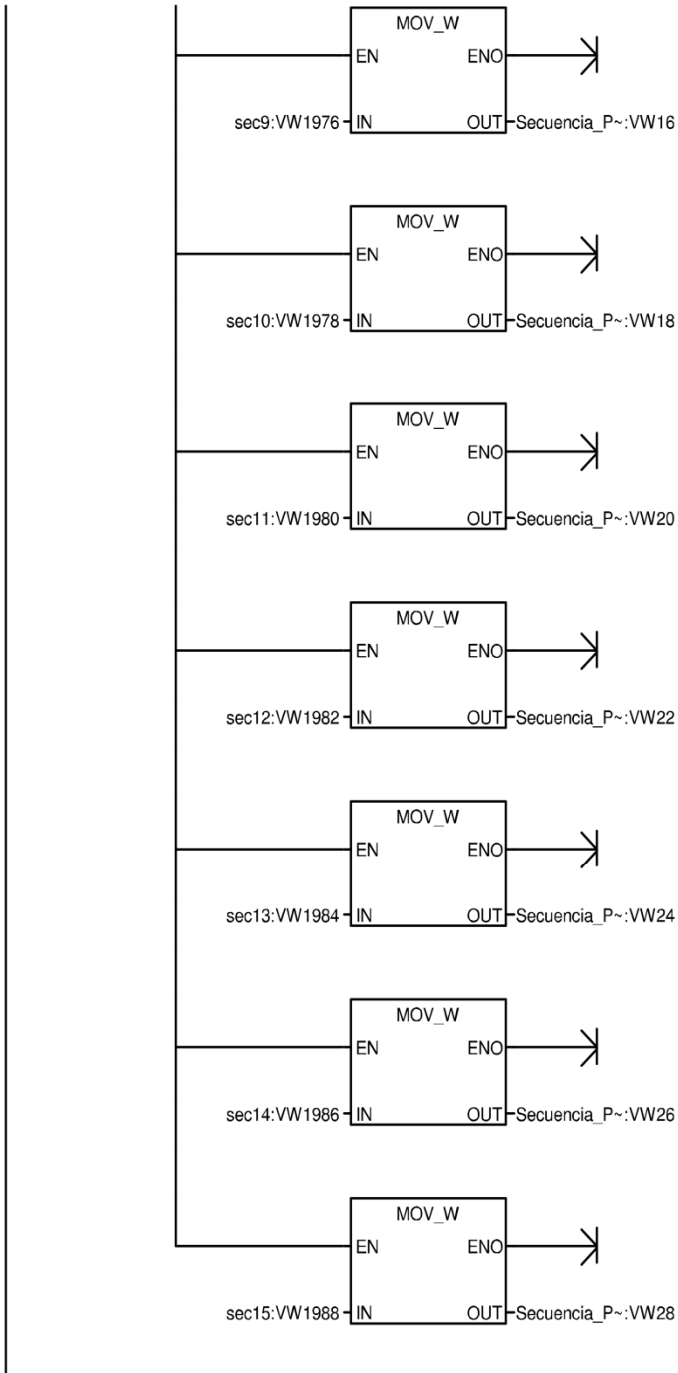 MOV_W
EN ENO
sec9:VW1976 IN OUT Secuencia_P~:VW16
MOV_W
EN ENO
sec10:VW1978 IN OUT Secuencia_P~:VW18
MOV_W
EN ENO
sec11:VW1980 IN OUT Secuencia_P~:VW20
MOV_W
EN ENO
sec12:VW1982 IN OUT Secuencia_P~:VW22
MOV_W
EN ENO
sec13:VW1984 IN OUT Secuencia_P~:VW24
MOV_W
EN ENO
sec14:VW1986 IN OUT Secuencia_P~:VW26
MOV_W
EN ENO
sec15:VW1988 IN OUT Secuencia_P~:VW28